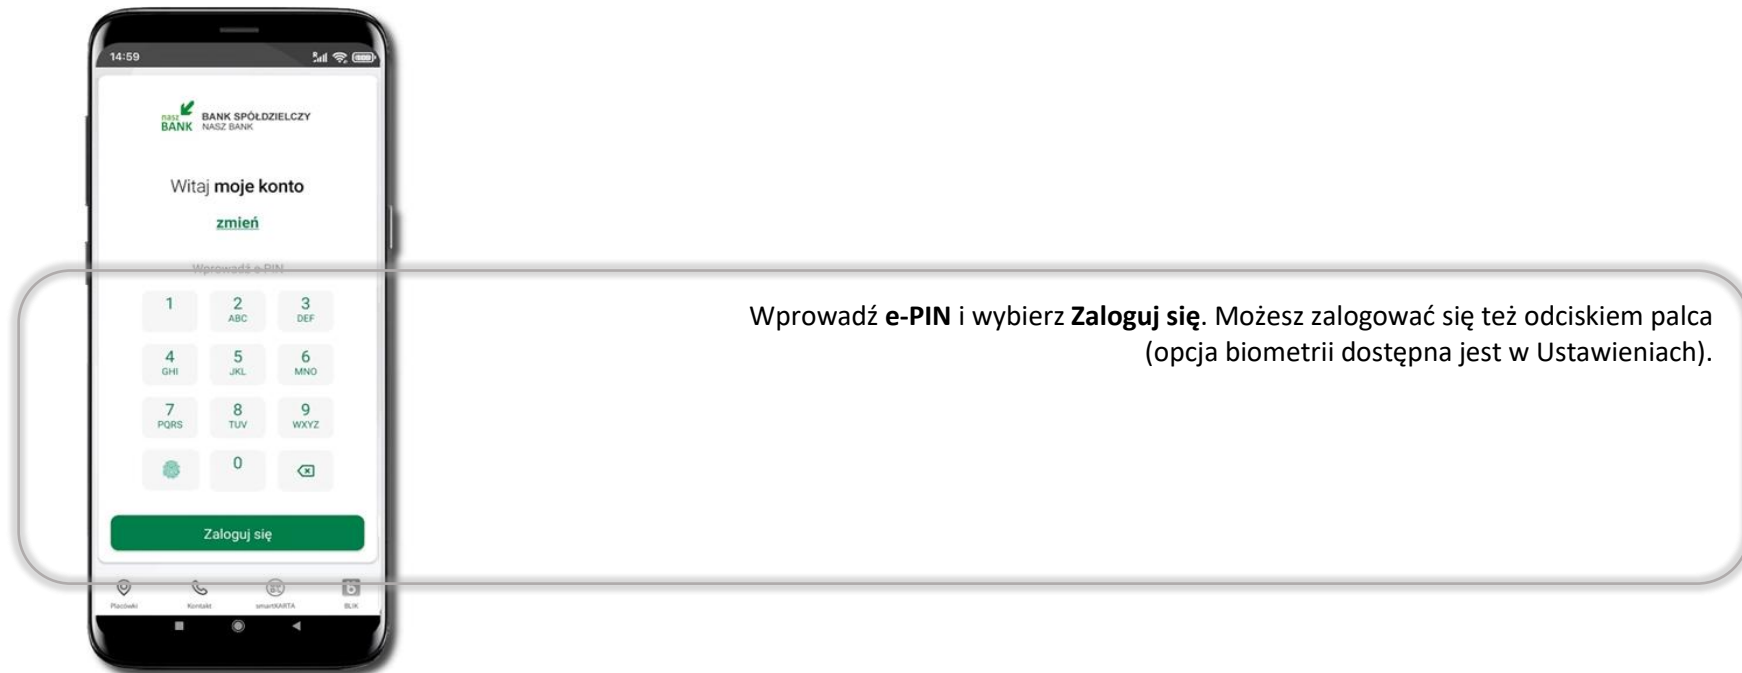 14:59
nasz
BANK
BANK SPÓŁDZIELCZY
NASZ BANK
Witaj moje konto
zmień
Wprowadź e-PIN
1
2
ABC
3
DEF
4
GHI
5
JKL
6
MNO
7
PQRS
8
TUV
9
WXYZ
0
Zaloguj się
Placówki
Kontakt
smartKARTA
BLIK
Wprowadź e-PIN i wybierz Zaloguj się. Możesz zalogować się też odciskiem palca
(opcja biometrii dostępna jest w Ustawieniach).